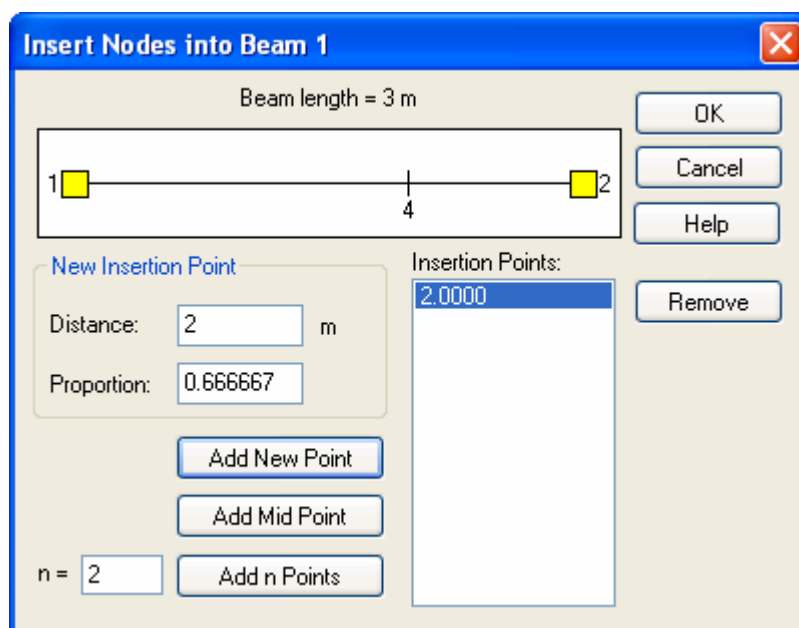 Insert Nodes into Beam 1
Beam length = 3 m
1
2
4
OK
Cancel
Help
New Insertion Point
Distance: 2 m
Proportion: 0.666667
Add New Point
Add Mid Point
n = 2 Add n Points
Insertion Points:
2.0000
Remove